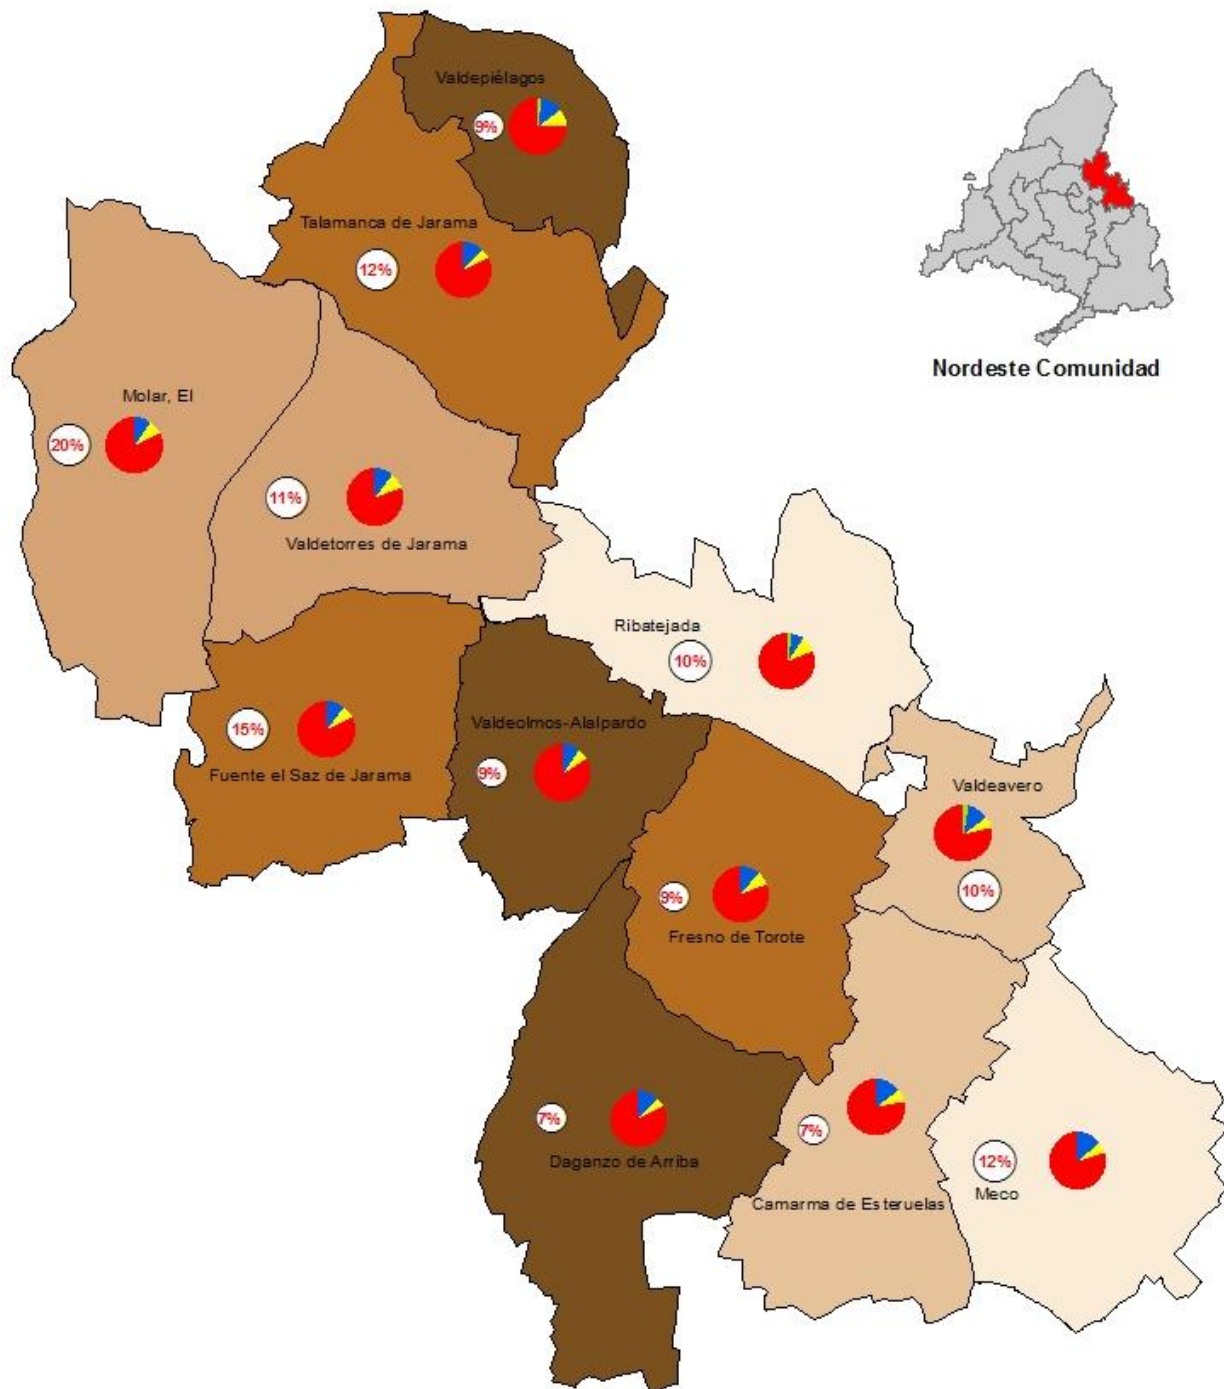 Valdepiélagos
9%
Talamanca de Jarama
12%
Nordeste Comunidad
Molar, El
20%
11%
Valdetorres de Jarama
Ribatejada
10%
15%
Fuente el Saz de Jarama
Valdeolmos-Alalpardo
9%
Valdeavero
10%
9%
Fresno de Torote
7%
Daganzo de Arriba
7%
Camarma de Esteruelas
12%
Meco